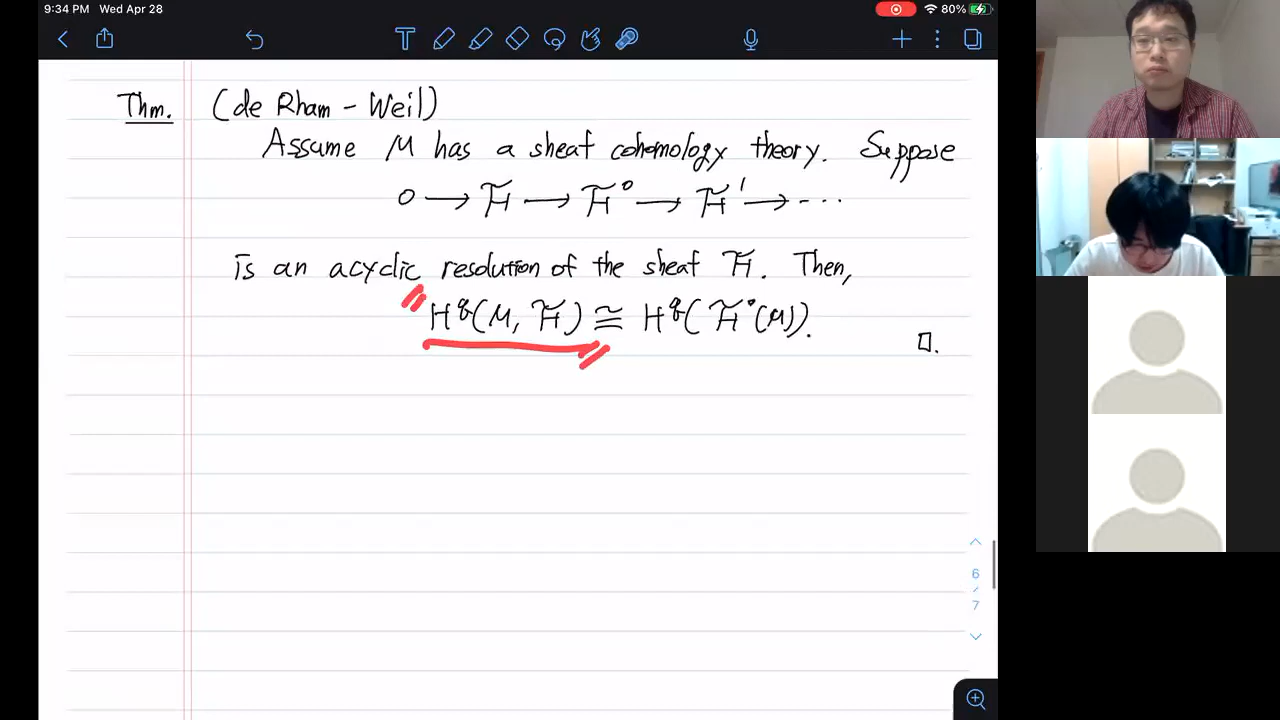 9:34 PM Wed Apr 28
80%
Thm. (de Rham - Weil)
Assume M has a sheaf cohomology theory. Suppose
0 → F → F⁰ → F¹ → ...
is an acyclic resolution of the sheaf F. Then,
H^q(M, F) ≅ H^q(F^•(M)).
□.
6
/
7